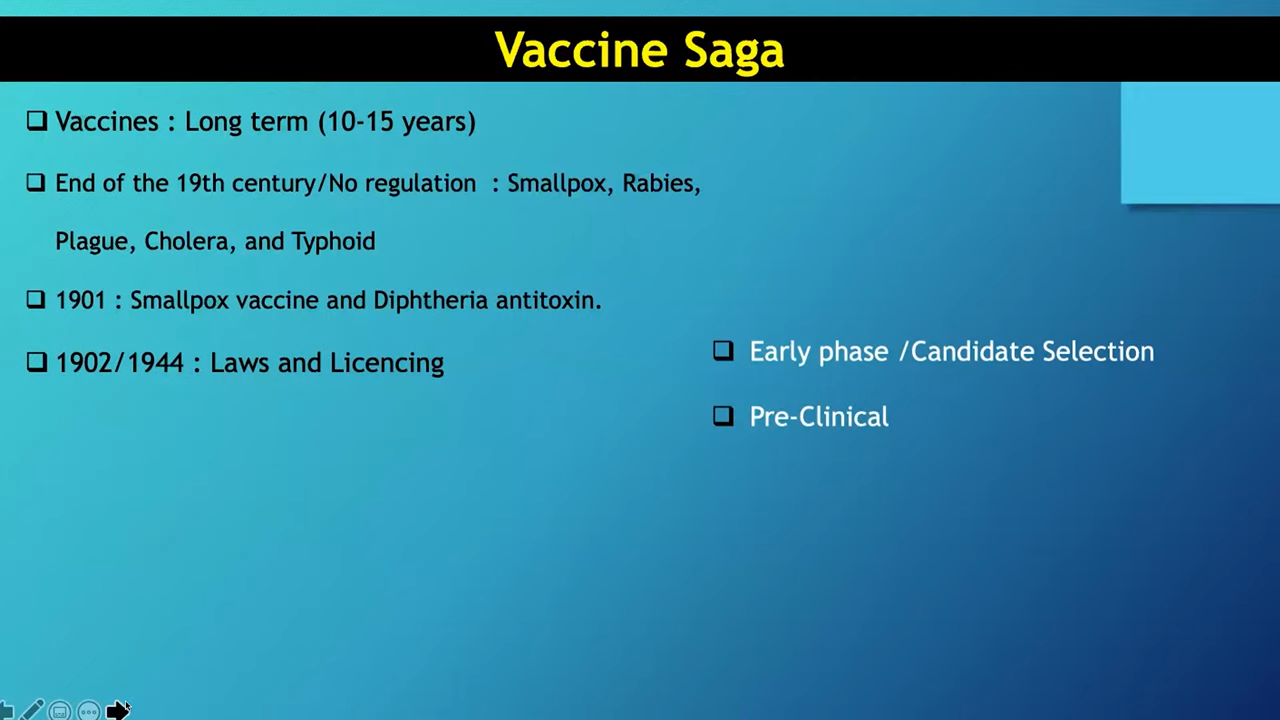 Vaccine Saga
Vaccines : Long term (10-15 years)
End of the 19th century/No regulation : Smallpox, Rabies,
Plague, Cholera, and Typhoid
1901 : Smallpox vaccine and Diphtheria antitoxin.
1902/1944 : Laws and Licencing
Early phase /Candidate Selection
Pre-Clinical